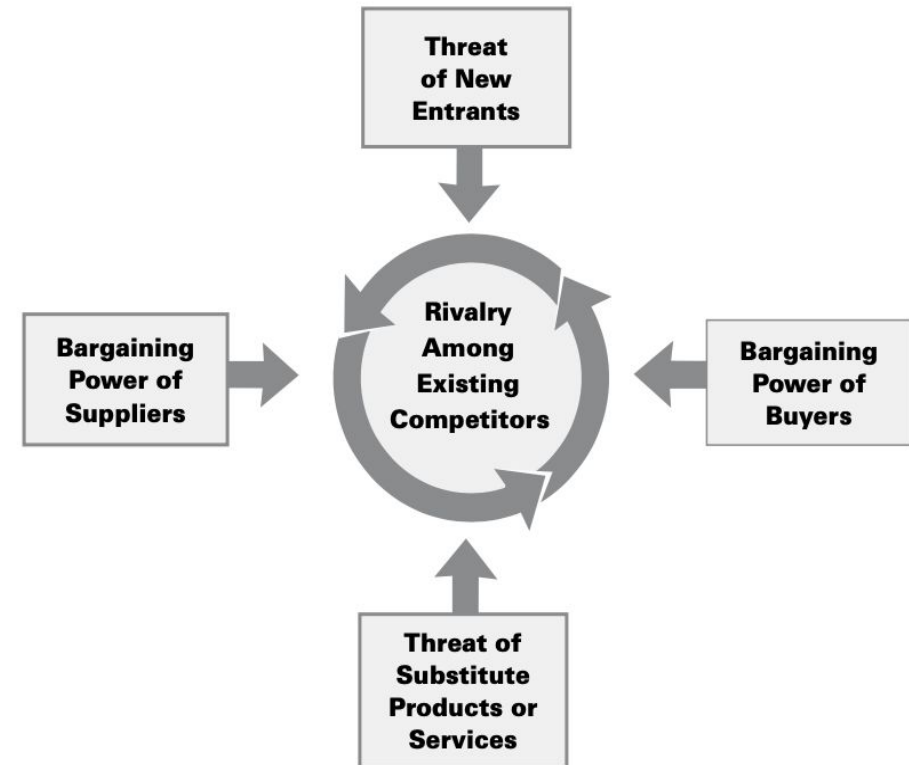 Threat
of New
Entrants
Bargaining
Power of
Suppliers
Rivalry
Among
Existing
Competitors
Bargaining
Power of
Buyers
Threat of
Substitute
Products or
Services